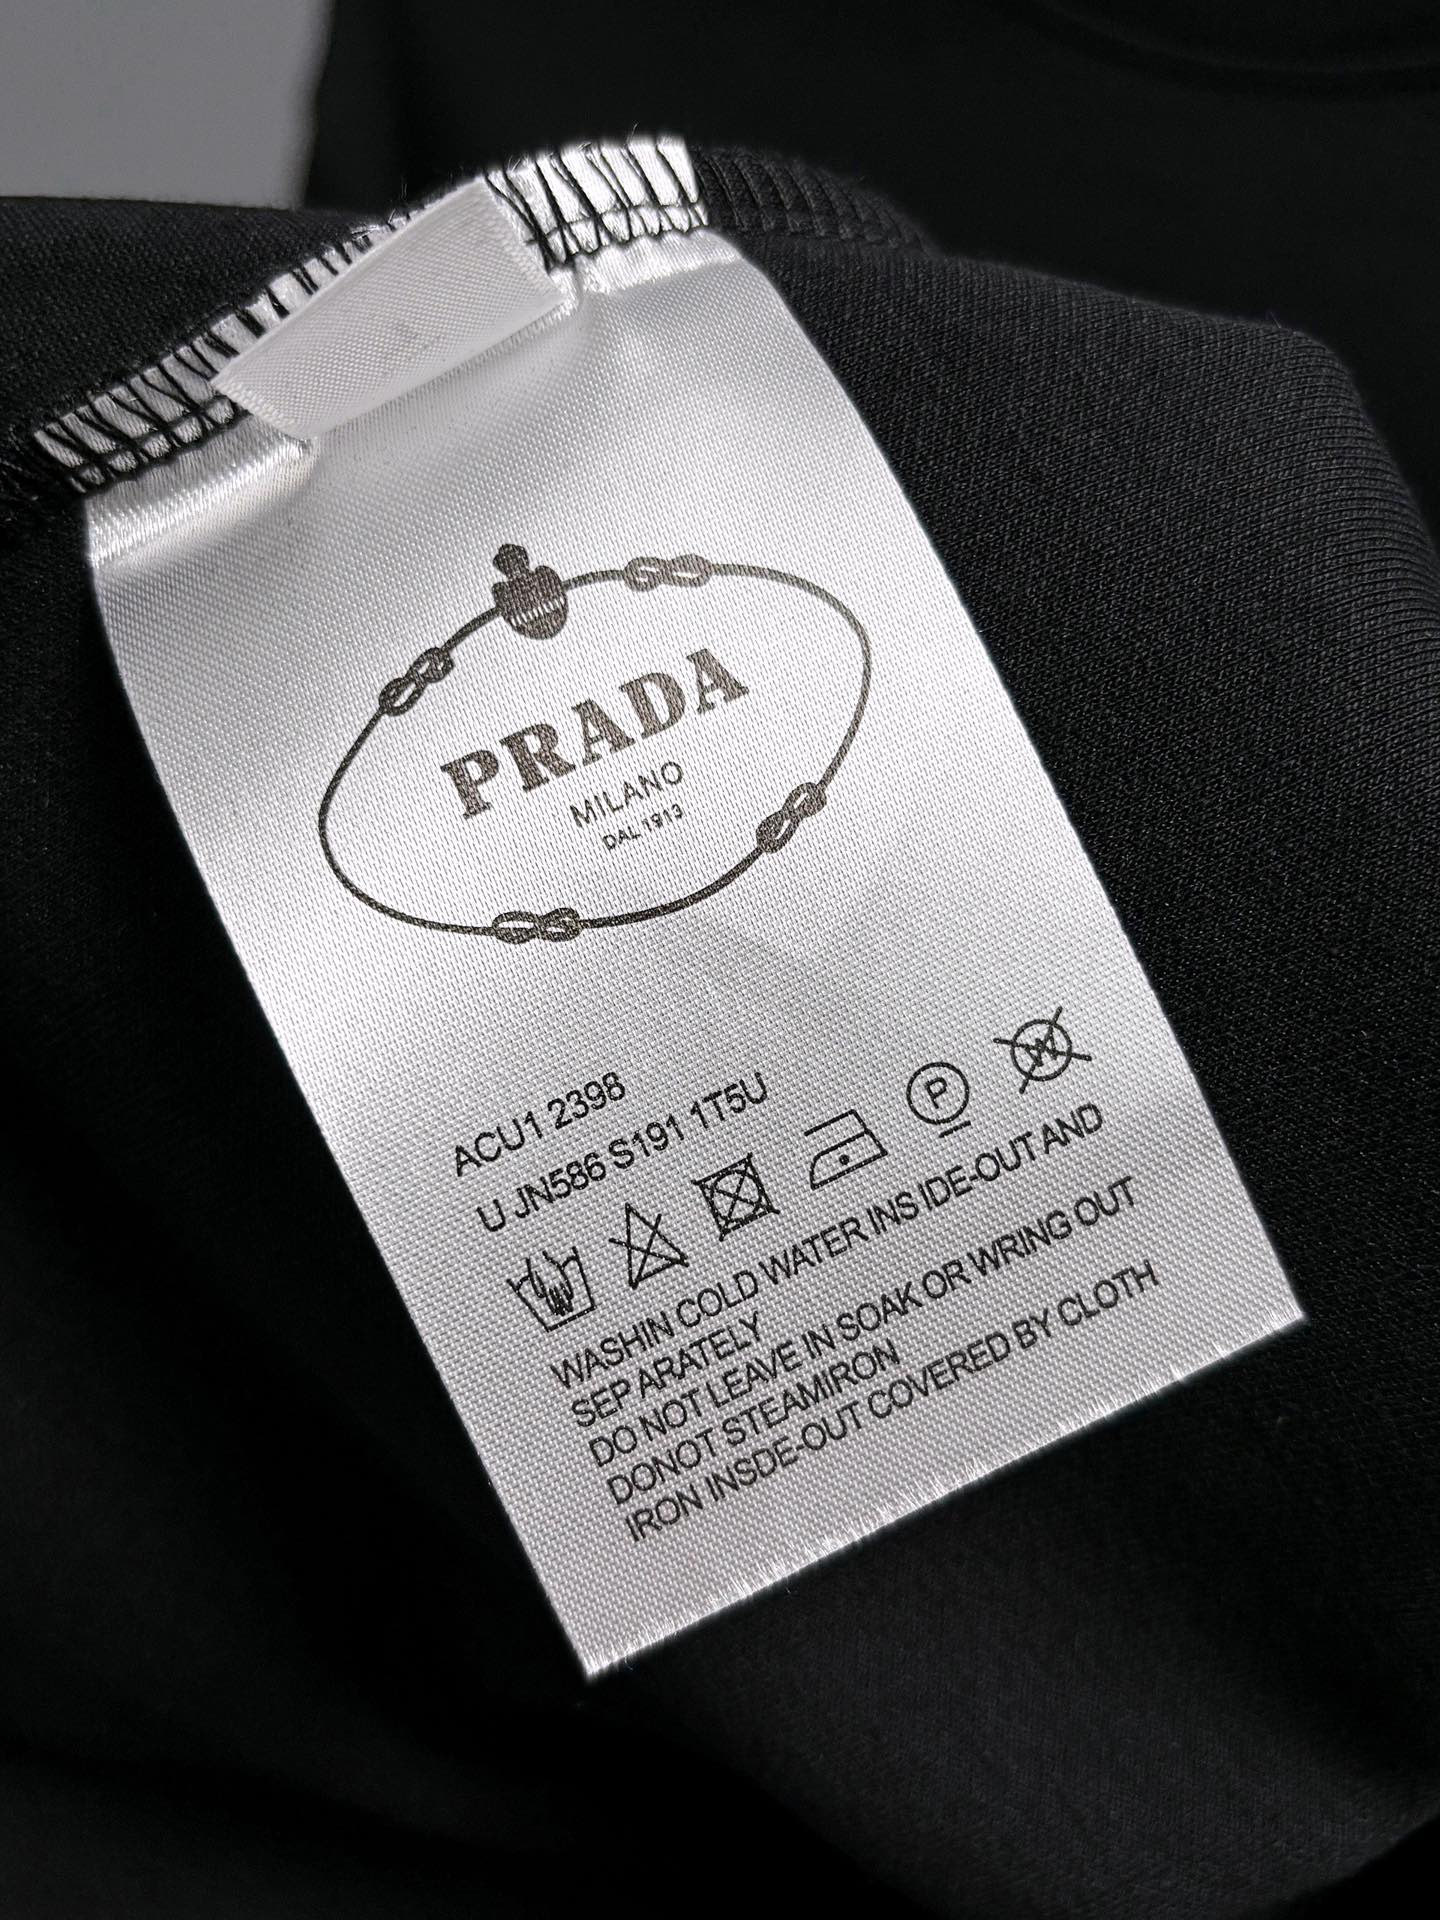 PRADA
MILANO
DAL 1913
ACU1 2398
U JN586 S191 1T5U
P
W
WASHIN COLD WATER INS IDE-OUT AND
SEP ARATELY
DO NOT LEAVE IN SOAK OR WRING OUT
DONOT STEAMIRON
IRON INSDE-OUT COVERED BY CLOTH